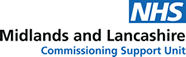 NHS
Midlands and Lancashire
Commissioning Support Unit